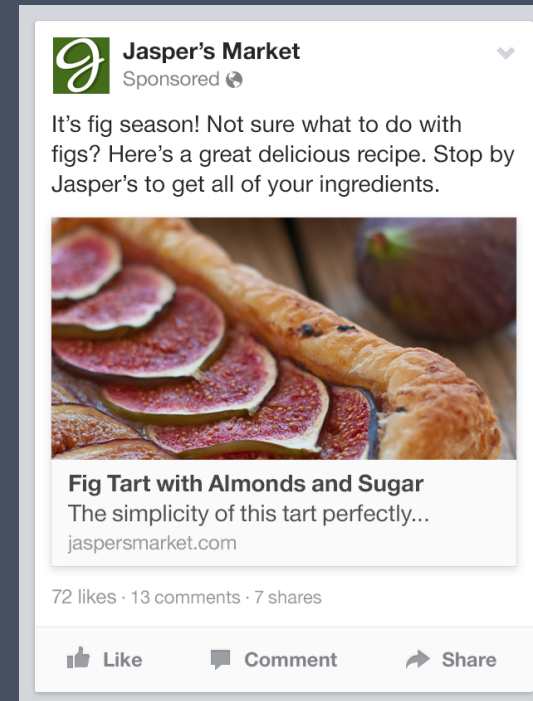 Jasper's Market
Sponsored
It's fig season! Not sure what to do with
figs? Here's a great delicious recipe. Stop by
Jasper's to get all of your ingredients.
Fig Tart with Almonds and Sugar
The simplicity of this tart perfectly...
jaspersmarket.com
72 likes · 13 comments · 7 shares
Like Comment Share